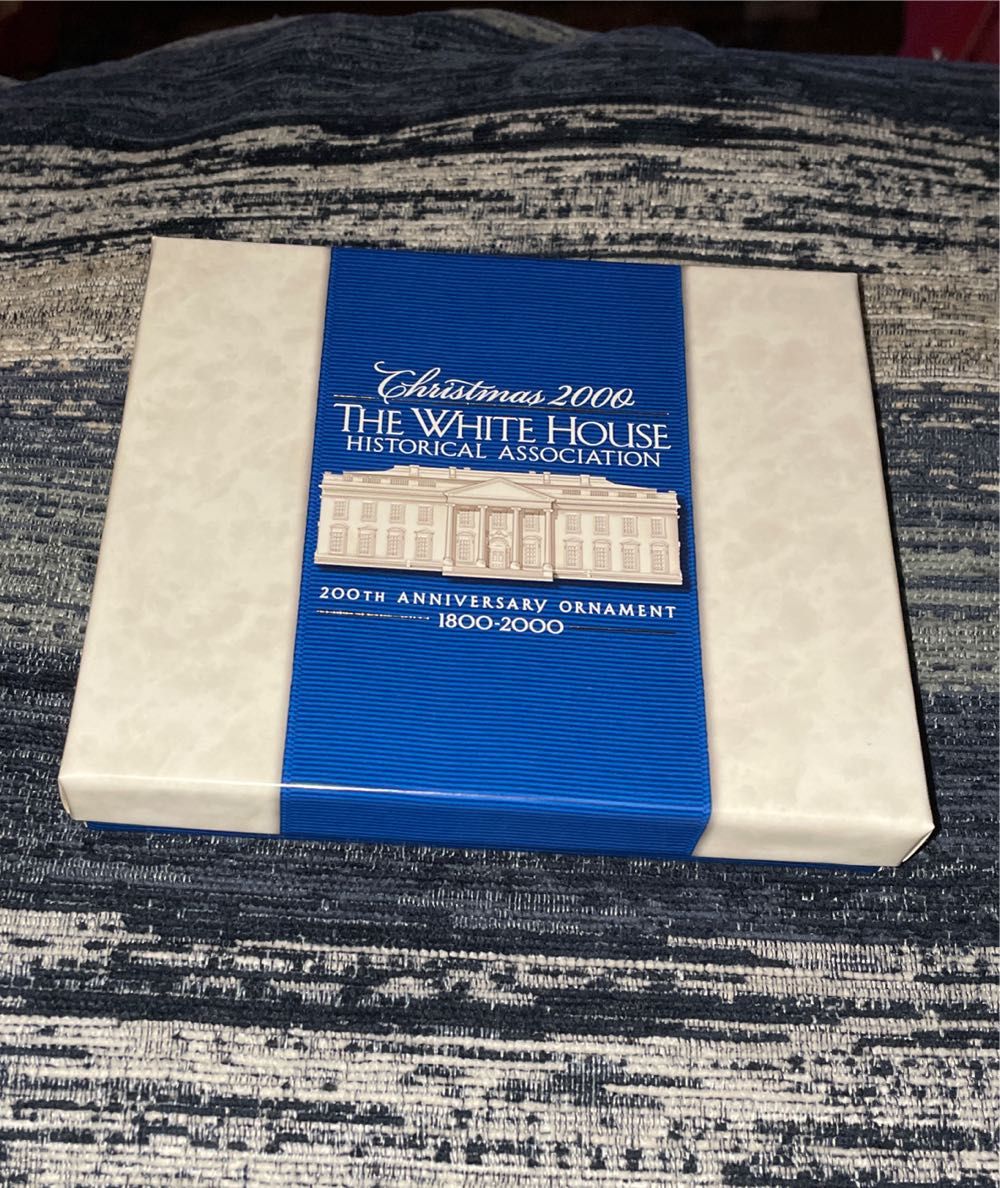 Christmas 2000
THE WHITE HOUSE
HISTORICAL ASSOCIATION
200TH ANNIVERSARY ORNAMENT
1800-2000